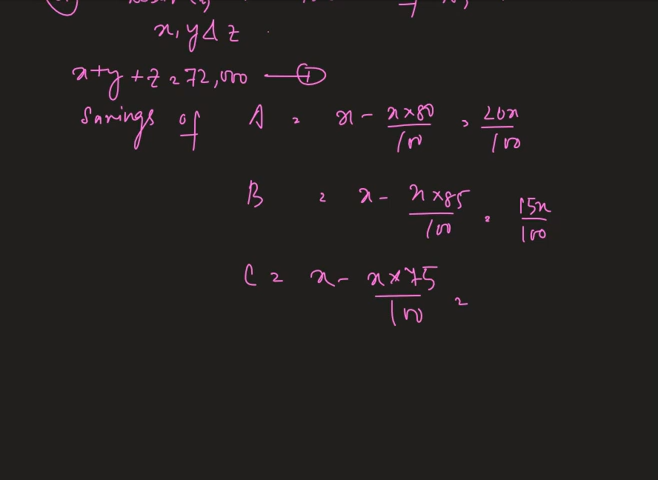 x, y & z
x+y+z = 72,000 — ①
Savings of A = x - x×80/100 = 20x/100
B = x - x×85/100 = 15x/100
C = x - x×75/100 =